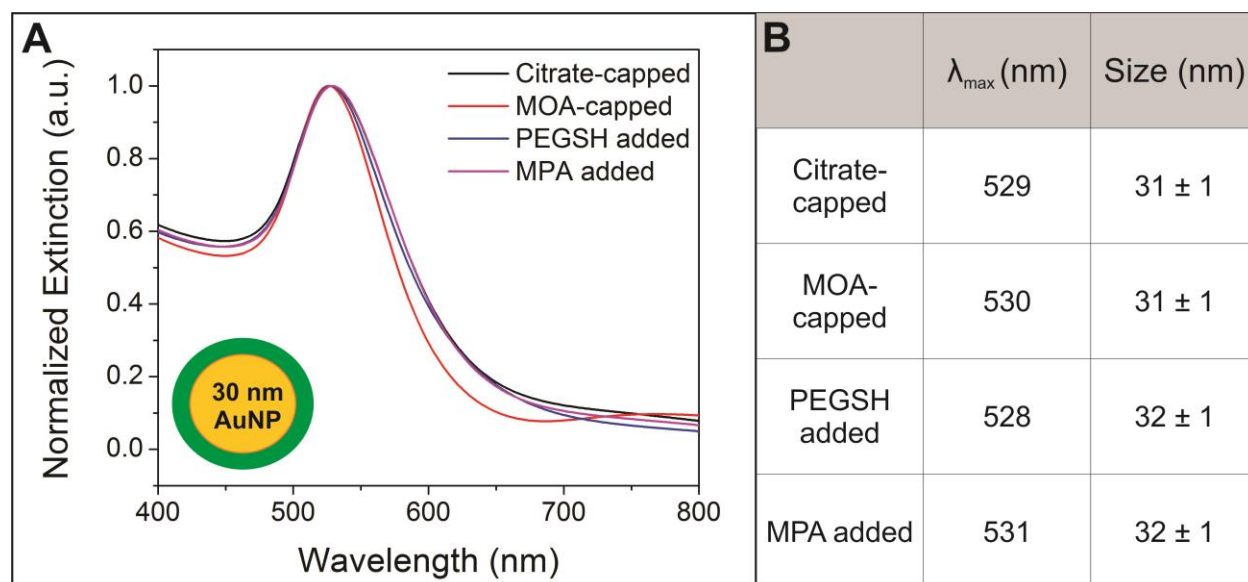 A
Normalized Extinction (a.u.)
1.0
0.8
0.6
0.4
0.2
0.0
Citrate-capped
MOA-capped
PEGSH added
MPA added
30 nm
AuNP
400
500
600
700
800
Wavelength (nm)
B
λmax (nm) Size (nm)
Citrate-
capped
529 31 ± 1
MOA-
capped
530 31 ± 1
PEGSH
added
528 32 ± 1
MPA added 531 32 ± 1